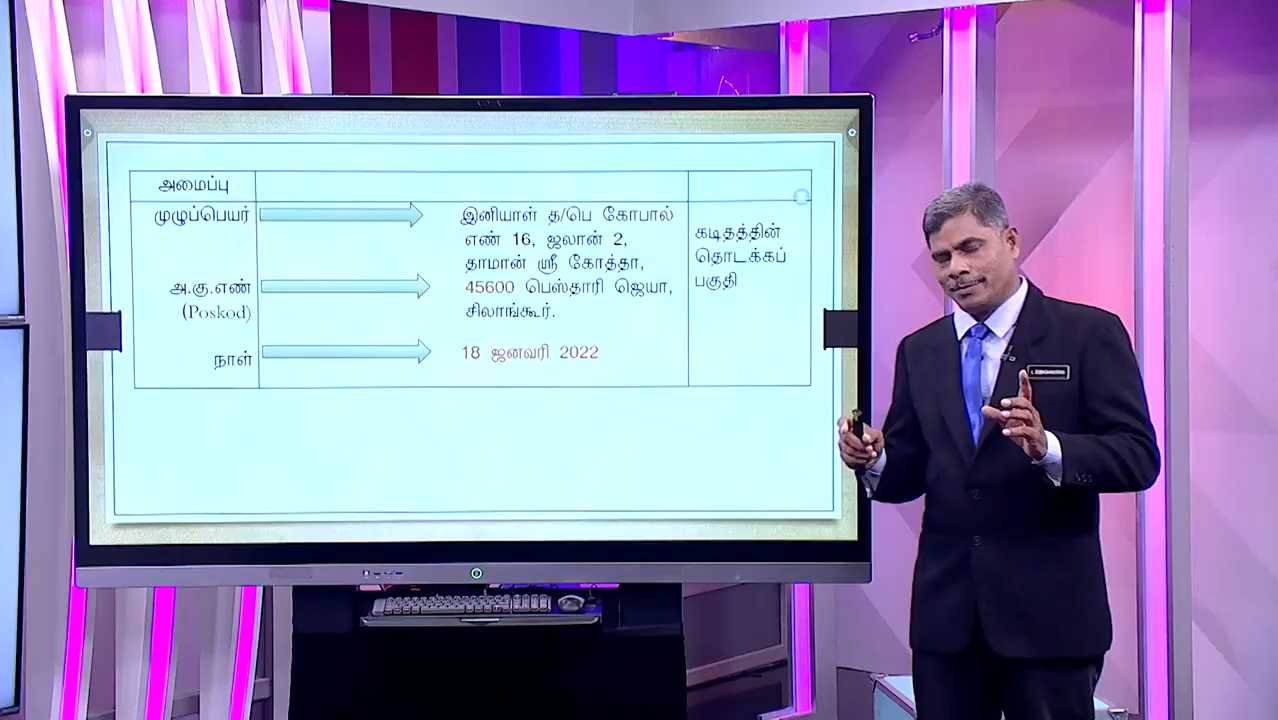 அமைப்பு
முழுப்பெயர்
இனியாள் த/பெ கோபால்
எண் 16, ஜலான் 2,
தாமான் ஸ்ரீ கோத்தா,
அ.கு.எண்
45600 பெஸ்தாரி ஜெயா,
(Poskod)
சிலாங்கூர்.
நாள்
18 ஜனவரி 2022
கடிதத்தின்
தொடக்கப்
பகுதி